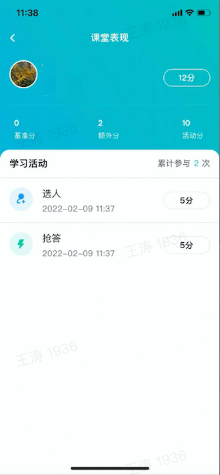 11:38
课堂表现
12分
0
2
10
基准分
额外分
活动分
学习活动
累计参与 2 次
选人
2022-02-09 11:37
5分
抢答
2022-02-09 11:37
5分
王涛 1936
王涛 1936
王涛 1936